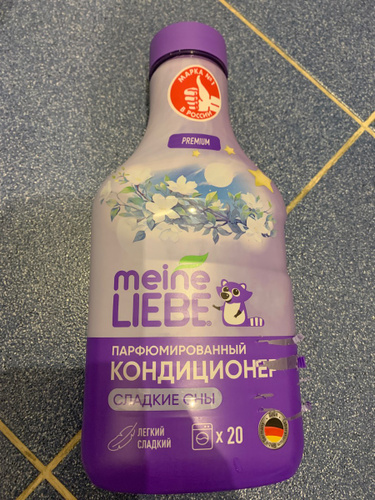 МАРКА №1
В РОССИИ
PREMIUM
meine
LIEBE
ПАРФЮМИРОВАННЫЙ
КОНДИЦИОНЕР
СЛАДКИЕ СНЫ
ЛЕГКИЙ
СЛАДКИЙ
x 20